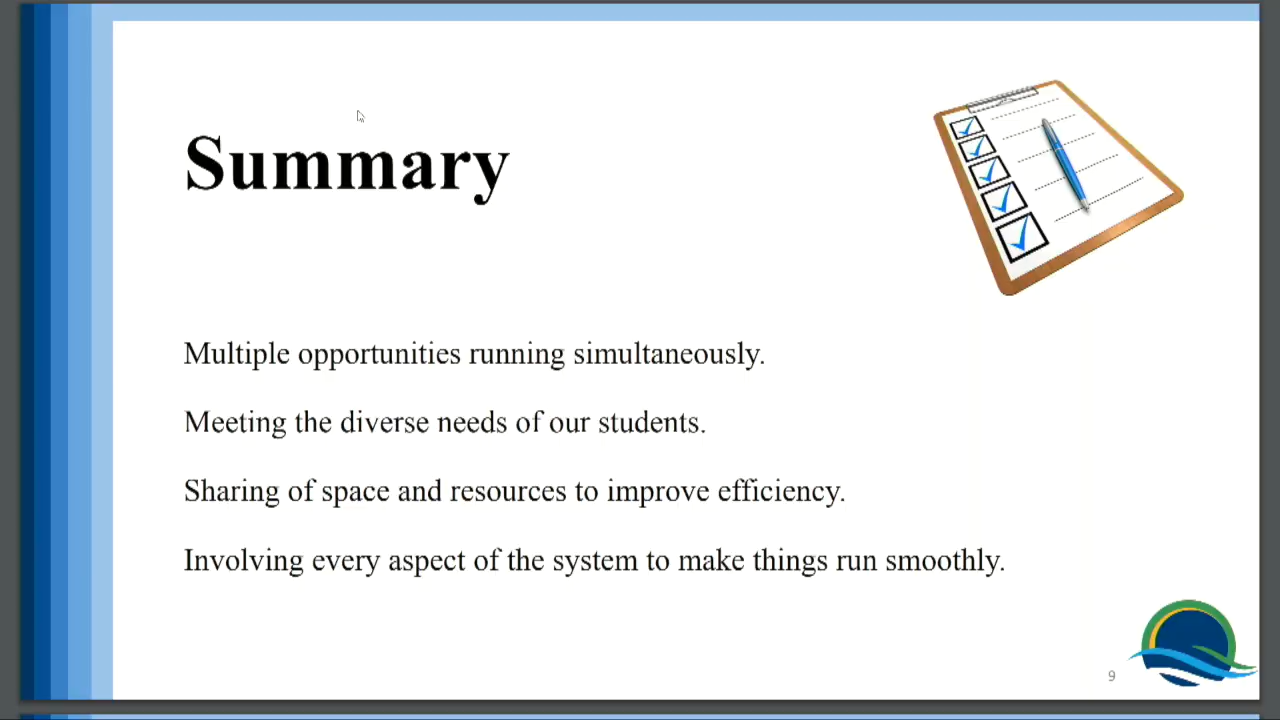 Summary
Multiple opportunities running simultaneously.
Meeting the diverse needs of our students.
Sharing of space and resources to improve efficiency.
Involving every aspect of the system to make things run smoothly.
9